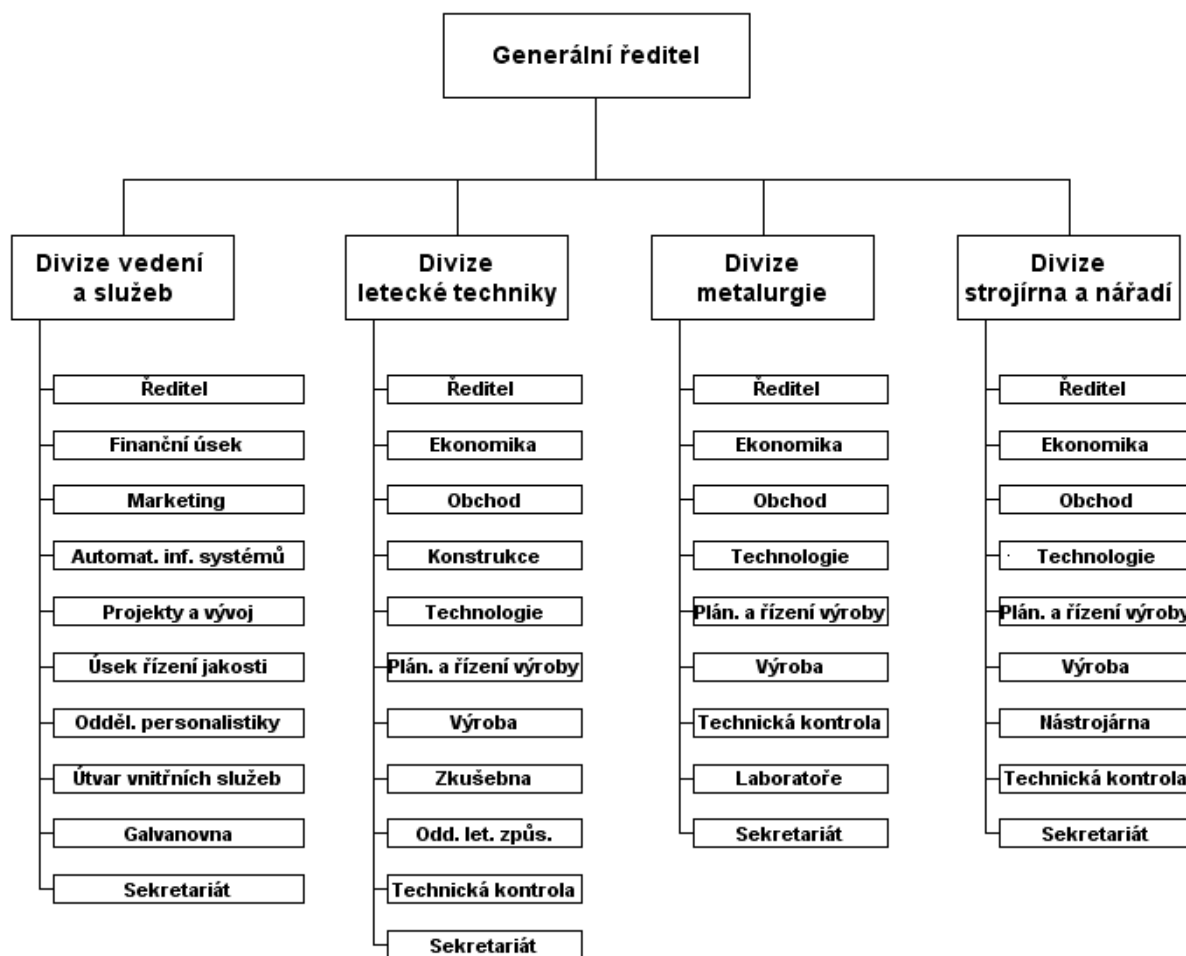 Generální ředitel
Divize vedení
a služeb
Ředitel
Finanční úsek
Marketing
Automat. inf. systémů
Projekty a vývoj
Úsek řízení jakosti
Odděl. personalistiky
Útvar vnitřních služeb
Galvanovna
Sekretariát
Divize
letecké techniky
Ředitel
Ekonomika
Obchod
Konstrukce
Technologie
Plán. a řízení výroby
Výroba
Zkušebna
Odd. let. způs.
Technická kontrola
Sekretariát
Divize
metalurgie
Ředitel
Ekonomika
Obchod
Technologie
Plán. a řízení výroby
Výroba
Technická kontrola
Laboratoře
Sekretariát
Divize
strojírna a nářadí
Ředitel
Ekonomika
Obchod
Technologie
Plán. a řízení výroby
Výroba
Nástrojárna
Technická kontrola
Sekretariát